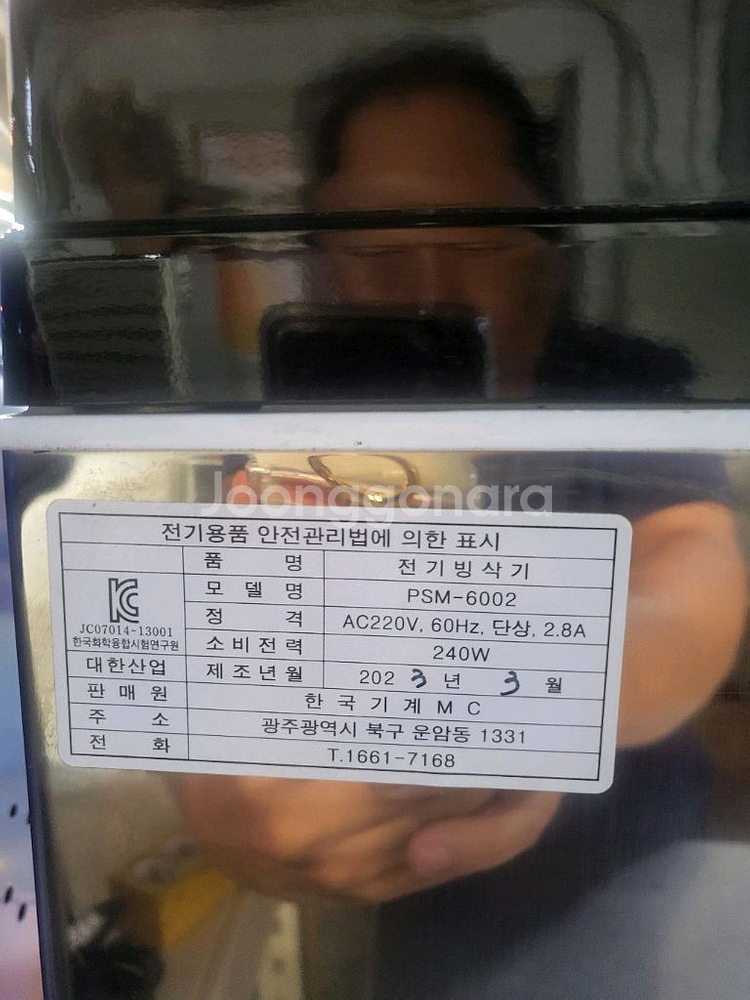 Joonggonara
전기용품 안전관리법에 의한 표시
품 명 전기빙삭기
모델명 PSM-6002
정 격 AC220V, 60Hz, 단상, 2.8A
소비전력 240W
제조년월 2023년 3월
KC
JC07014-13001
한국화학융합시험연구원
대한산업
판매원 한국기계MC
주 소 광주광역시 북구 운암동 1331
전 화 T.1661-7168